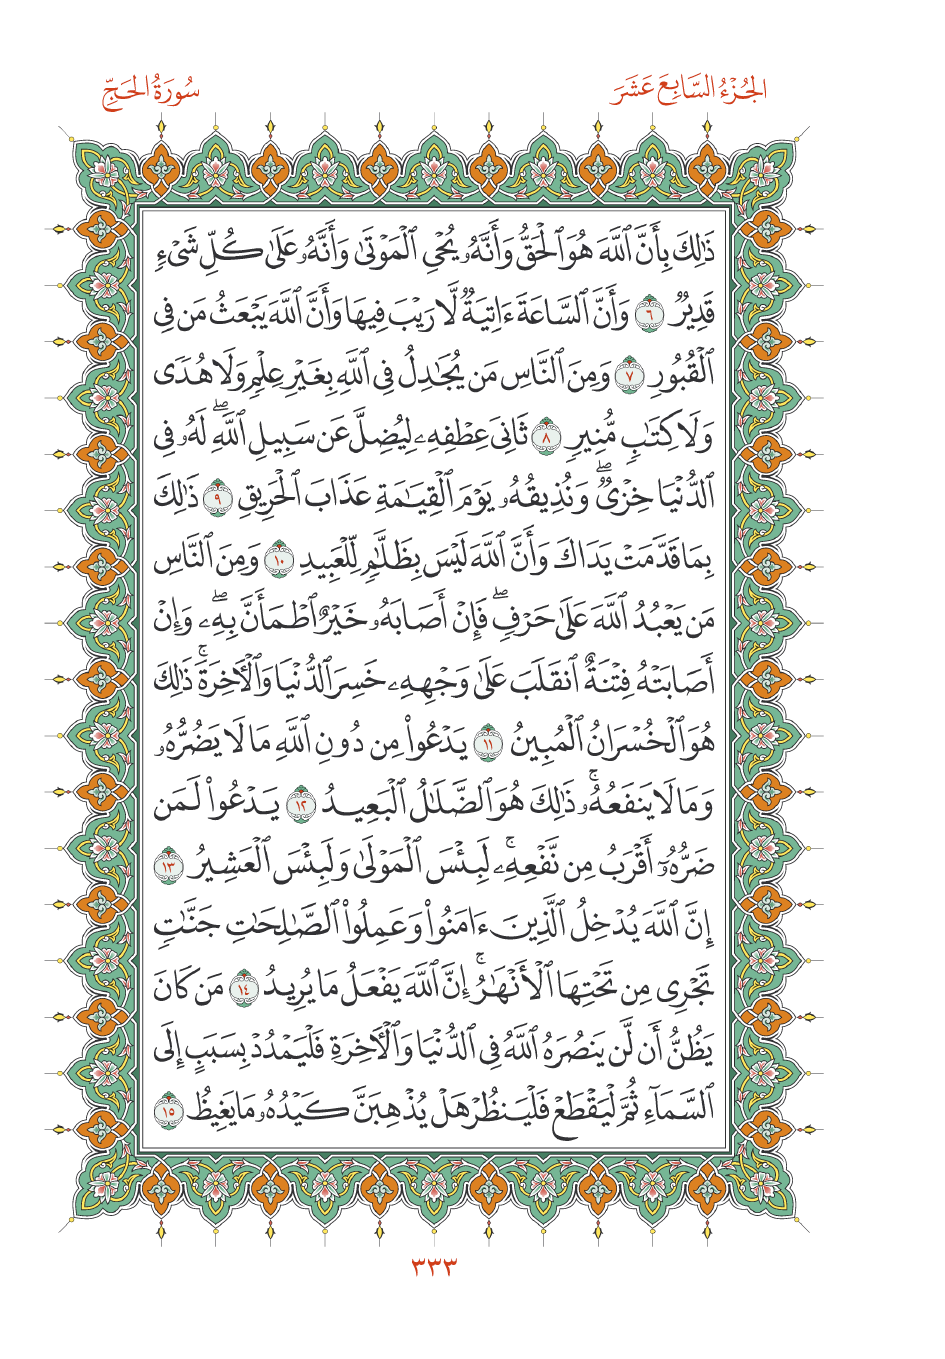 الجُزْءُ السَّابِعَ عَشَرَ
سُورَةُ الحَجِّ
ذَٰلِكَ بِأَنَّ ٱللَّهَ هُوَ ٱلْحَقُّ وَأَنَّهُۥ يُحْىِ ٱلْمَوْتَىٰ وَأَنَّهُۥ عَلَىٰ كُلِّ شَىْءٍ
قَدِيرٌ ٦ وَأَنَّ ٱلسَّاعَةَ ءَاتِيَةٌ لَّا رَيْبَ فِيهَا وَأَنَّ ٱللَّهَ يَبْعَثُ مَن فِى
ٱلْقُبُورِ ٧ وَمِنَ ٱلنَّاسِ مَن يُجَـٰدِلُ فِى ٱللَّهِ بِغَيْرِ عِلْمٍ وَلَا هُدًى
وَلَا كِتَـٰبٍ مُّنِيرٍ ٨ ثَانِىَ عِطْفِهِۦ لِيُضِلَّ عَن سَبِيلِ ٱللَّهِ ۖ لَهُۥ فِى
ٱلدُّنْيَا خِزْىٌ ۖ وَنُذِيقُهُۥ يَوْمَ ٱلْقِيَـٰمَةِ عَذَابَ ٱلْحَرِيقِ ٩ ذَٰلِكَ
بِمَا قَدَّمَتْ يَدَاكَ وَأَنَّ ٱللَّهَ لَيْسَ بِظَلَّـٰمٍ لِّلْعَبِيدِ ١٠ وَمِنَ ٱلنَّاسِ
مَن يَعْبُدُ ٱللَّهَ عَلَىٰ حَرْفٍ ۖ فَإِنْ أَصَابَهُۥ خَيْرٌ ٱطْمَأَنَّ بِهِۦ ۖ وَإِنْ
أَصَابَتْهُ فِتْنَةٌ ٱنقَلَبَ عَلَىٰ وَجْهِهِۦ خَسِرَ ٱلدُّنْيَا وَٱلْـَٔاخِرَةَ ۚ ذَٰلِكَ
هُوَ ٱلْخُسْرَانُ ٱلْمُبِينُ ١١ يَدْعُوا۟ مِن دُونِ ٱللَّهِ مَا لَا يَضُرُّهُۥ
وَمَا لَا يَنفَعُهُۥ ۚ ذَٰلِكَ هُوَ ٱلضَّلَـٰلُ ٱلْبَعِيدُ ١٢ يَدْعُوا۟ لَمَن
ضَرُّهُۥٓ أَقْرَبُ مِن نَّفْعِهِۦ ۚ لَبِئْسَ ٱلْمَوْلَىٰ وَلَبِئْسَ ٱلْعَشِيرُ ١٣
إِنَّ ٱللَّهَ يُدْخِلُ ٱلَّذِينَ ءَامَنُوا۟ وَعَمِلُوا۟ ٱلصَّـٰلِحَـٰتِ جَنَّـٰتٍ
تَجْرِى مِن تَحْتِهَا ٱلْأَنْهَـٰرُ ۚ إِنَّ ٱللَّهَ يَفْعَلُ مَا يُرِيدُ ١٤ مَن كَانَ
يَظُنُّ أَن لَّن يَنصُرَهُ ٱللَّهُ فِى ٱلدُّنْيَا وَٱلْـَٔاخِرَةِ فَلْيَمْدُدْ بِسَبَبٍ إِلَى
ٱلسَّمَآءِ ثُمَّ لْيَقْطَعْ فَلْيَنظُرْ هَلْ يُذْهِبَنَّ كَيْدُهُۥ مَا يَغِيظُ ١٥
٣٣٣